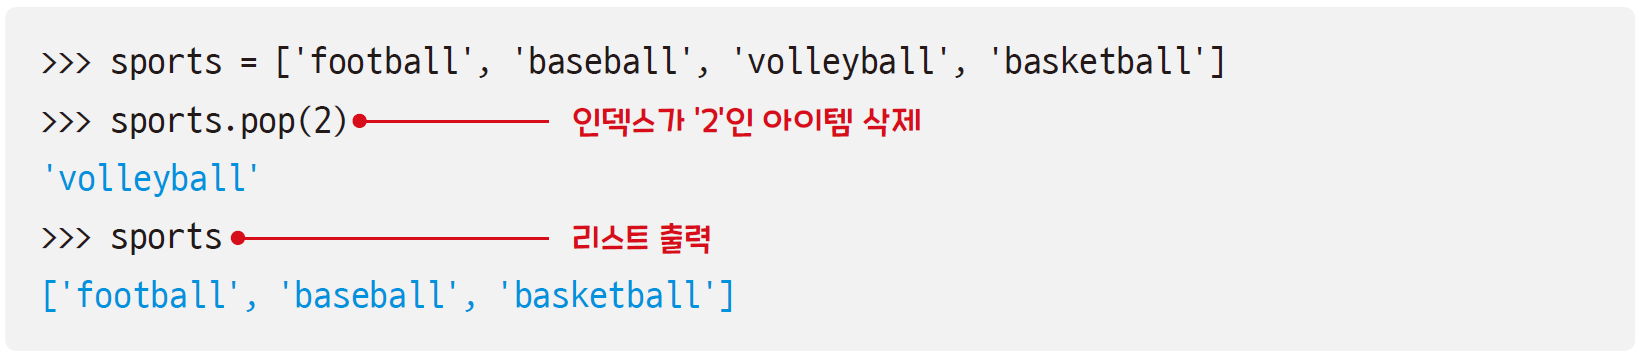 >>> sports = ['football', 'baseball', 'volleyball', 'basketball']
>>> sports.pop(2) 인덱스가 '2'인 아이템 삭제
'volleyball'
>>> sports 리스트 출력
['football', 'baseball', 'basketball']